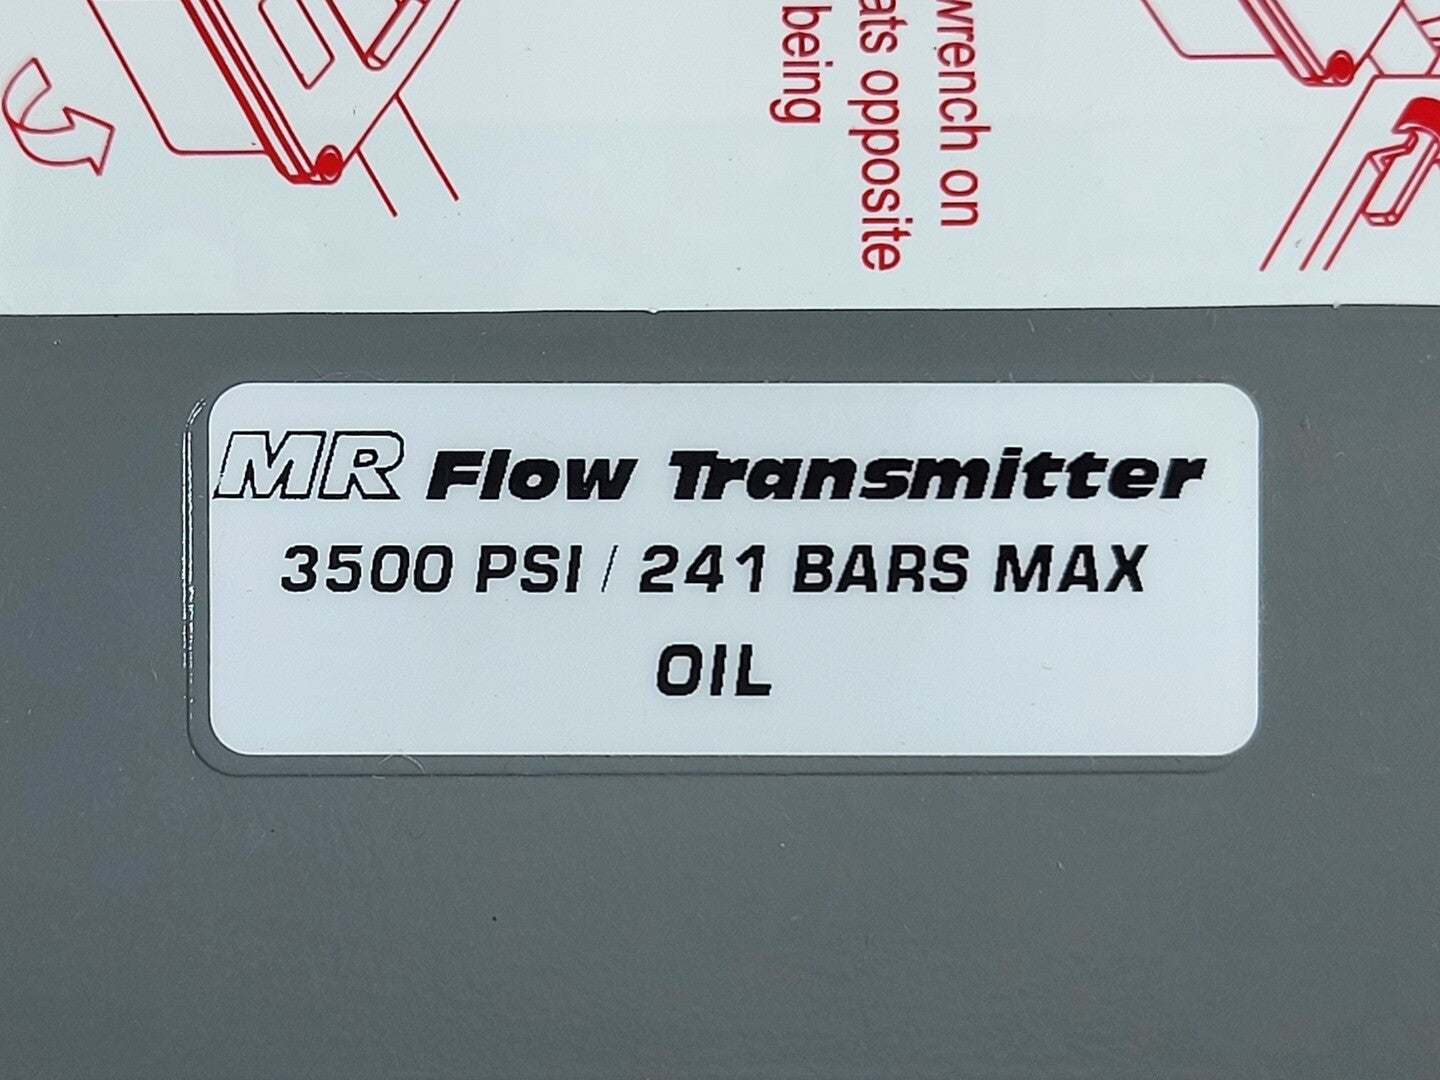 wrench on
ats opposite
being
MR Flow Transmitter
3500 PSI / 241 BARS MAX
OIL